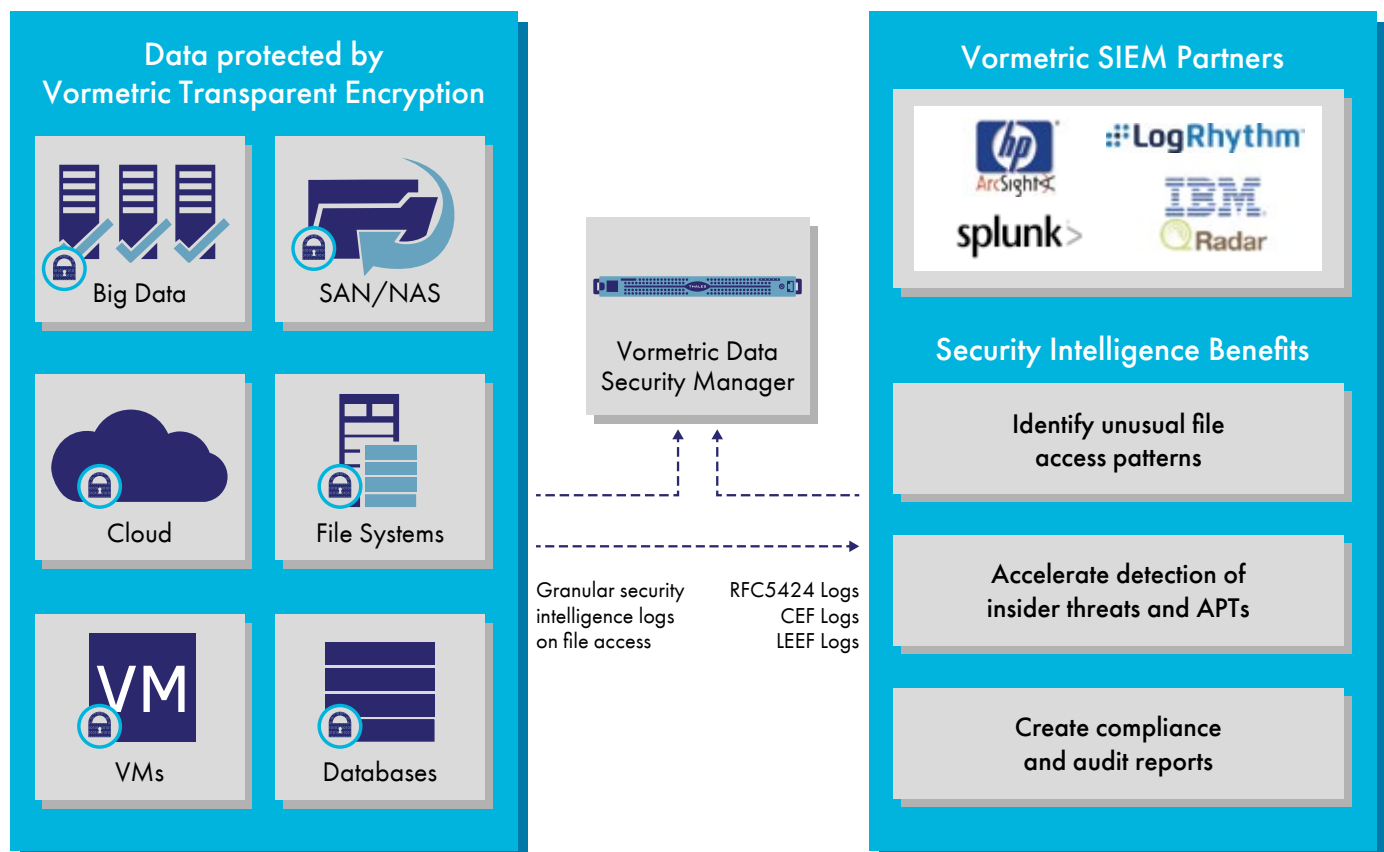 Data protected by
Vormetric Transparent Encryption
Big Data
SAN/NAS
Cloud
File Systems
VM
VMs
Databases
THALES
Vormetric Data
Security Manager
Granular security
intelligence logs
on file access
RFC5424 Logs
CEF Logs
LEEF Logs
Vormetric SIEM Partners
hp
ArcSight
LogRhythm
splunk>
IBM
QRadar
Security Intelligence Benefits
Identify unusual file
access patterns
Accelerate detection of
insider threats and APTs
Create compliance
and audit reports